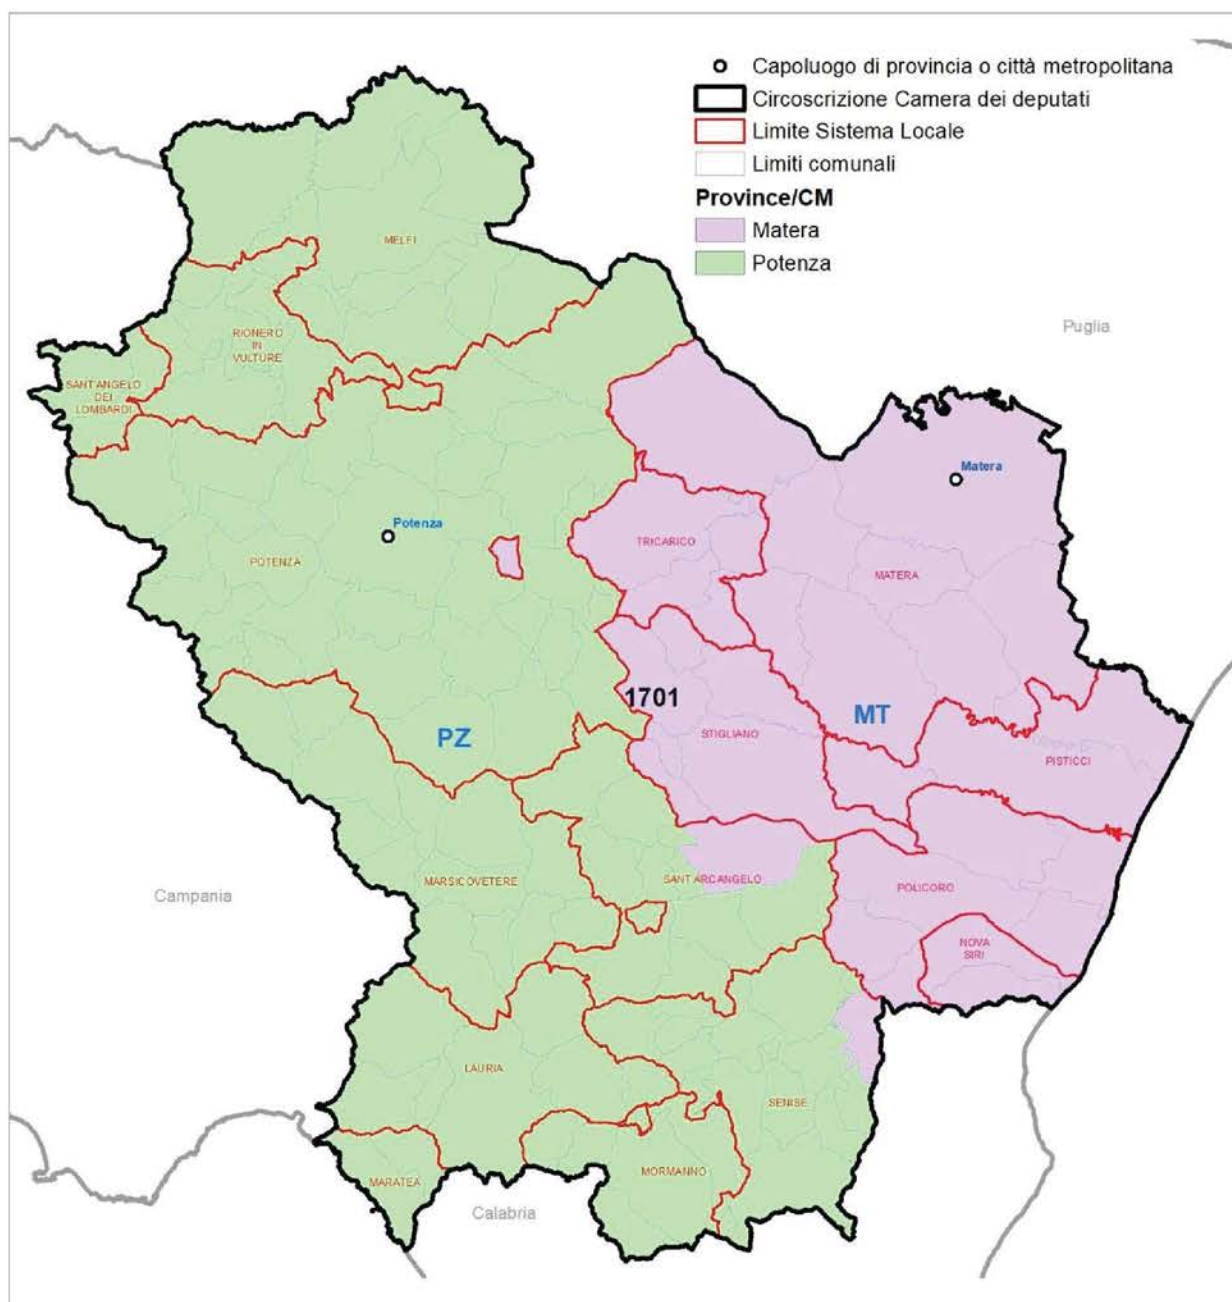 Capoluogo di provincia o città metropolitana
Circoscrizione Camera dei deputati
Limite Sistema Locale
Limiti comunali
Province/CM
Matera
Potenza
MELFI
Puglia
RIONERO
IN
VULTURE
SANT'ANGELO
DEI
LOMBARDI
Matera
Potenza
TRICARICO
POTENZA
MATERA
1701
MT
PZ
STIGLIANO
PISTICCI
MARSICOVETERE
SANT'ARCANGELO
POLICORO
Campania
NOVA
SIRI
LAURIA
SENISE
MORMANNO
MARATEA
Calabria